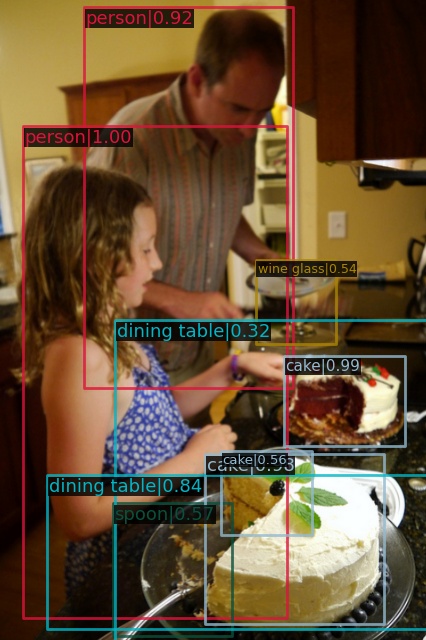 person|0.92
person|1.00
wine glass|0.54
dining table|0.32
cake|0.99
cake|0.56
cake|0.98
dining table|0.84
spoon|0.57